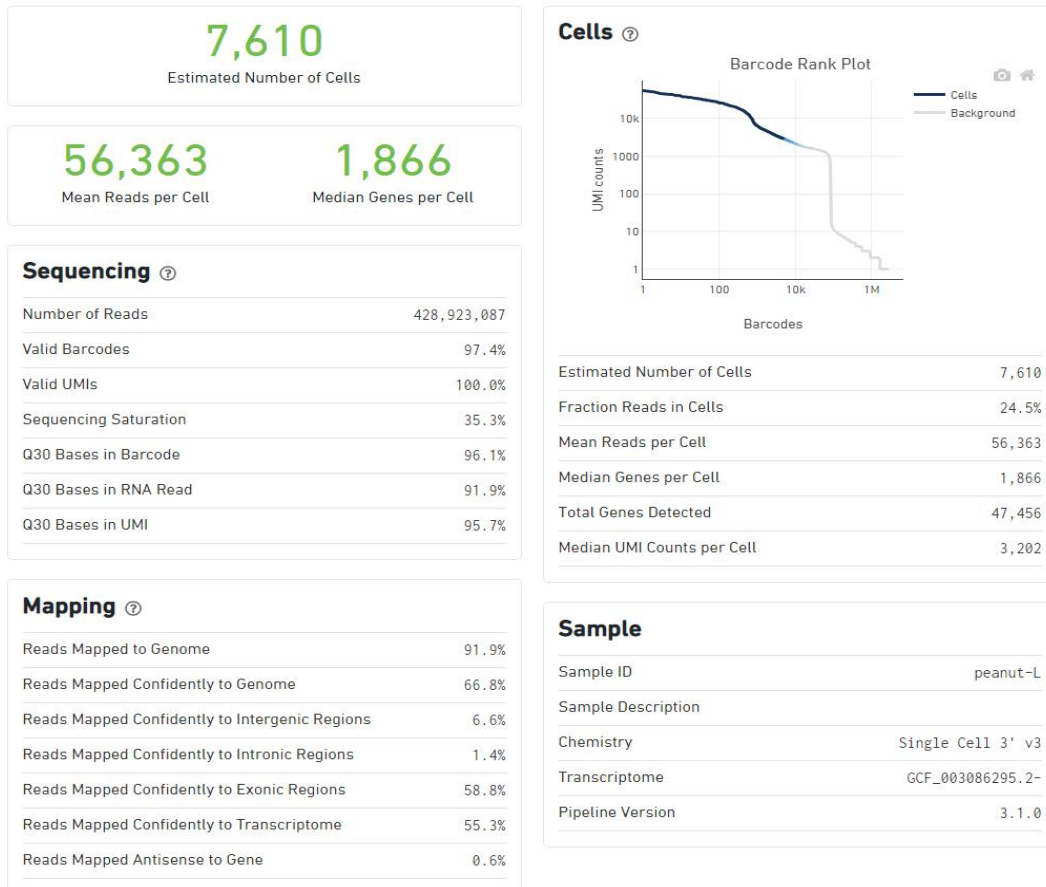 7,610
Estimated Number of Cells
56,363
Mean Reads per Cell
1,866
Median Genes per Cell
Sequencing ?
Number of Reads 428,923,087
Valid Barcodes 97.4%
Valid UMIs 100.0%
Sequencing Saturation 35.3%
Q30 Bases in Barcode 96.1%
Q30 Bases in RNA Read 91.9%
Q30 Bases in UMI 95.7%
Mapping ?
Reads Mapped to Genome 91.9%
Reads Mapped Confidently to Genome 66.8%
Reads Mapped Confidently to Intergenic Regions 6.6%
Reads Mapped Confidently to Intronic Regions 1.4%
Reads Mapped Confidently to Exonic Regions 58.8%
Reads Mapped Confidently to Transcriptome 55.3%
Reads Mapped Antisense to Gene 0.6%
Cells ?
Barcode Rank Plot
Cells
Background
UMI counts
10k
1000
100
10
1
1 100 10k 1M
Barcodes
Estimated Number of Cells 7,610
Fraction Reads in Cells 24.5%
Mean Reads per Cell 56,363
Median Genes per Cell 1,866
Total Genes Detected 47,456
Median UMI Counts per Cell 3,202
Sample
Sample ID peanut-L
Sample Description
Chemistry Single Cell 3' v3
Transcriptome GCF_003086295.2-
Pipeline Version 3.1.0